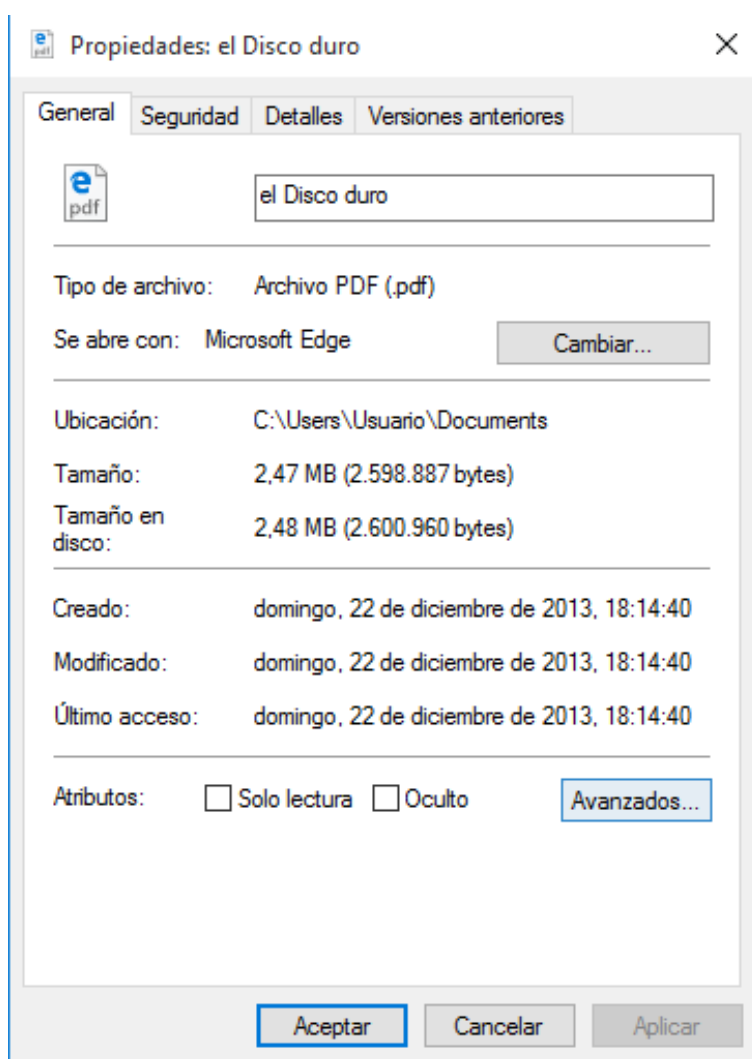 Propiedades: el Disco duro
General Seguridad Detalles Versiones anteriores
e
pdf
el Disco duro
Tipo de archivo: Archivo PDF (.pdf)
Se abre con: Microsoft Edge Cambiar...
Ubicación: C:\Users\Usuario\Documents
Tamaño: 2,47 MB (2.598.887 bytes)
Tamaño en
disco: 2,48 MB (2.600.960 bytes)
Creado: domingo, 22 de diciembre de 2013, 18:14:40
Modificado: domingo, 22 de diciembre de 2013, 18:14:40
Último acceso: domingo, 22 de diciembre de 2013, 18:14:40
Atributos: Solo lectura Oculto Avanzados...
Aceptar Cancelar Aplicar